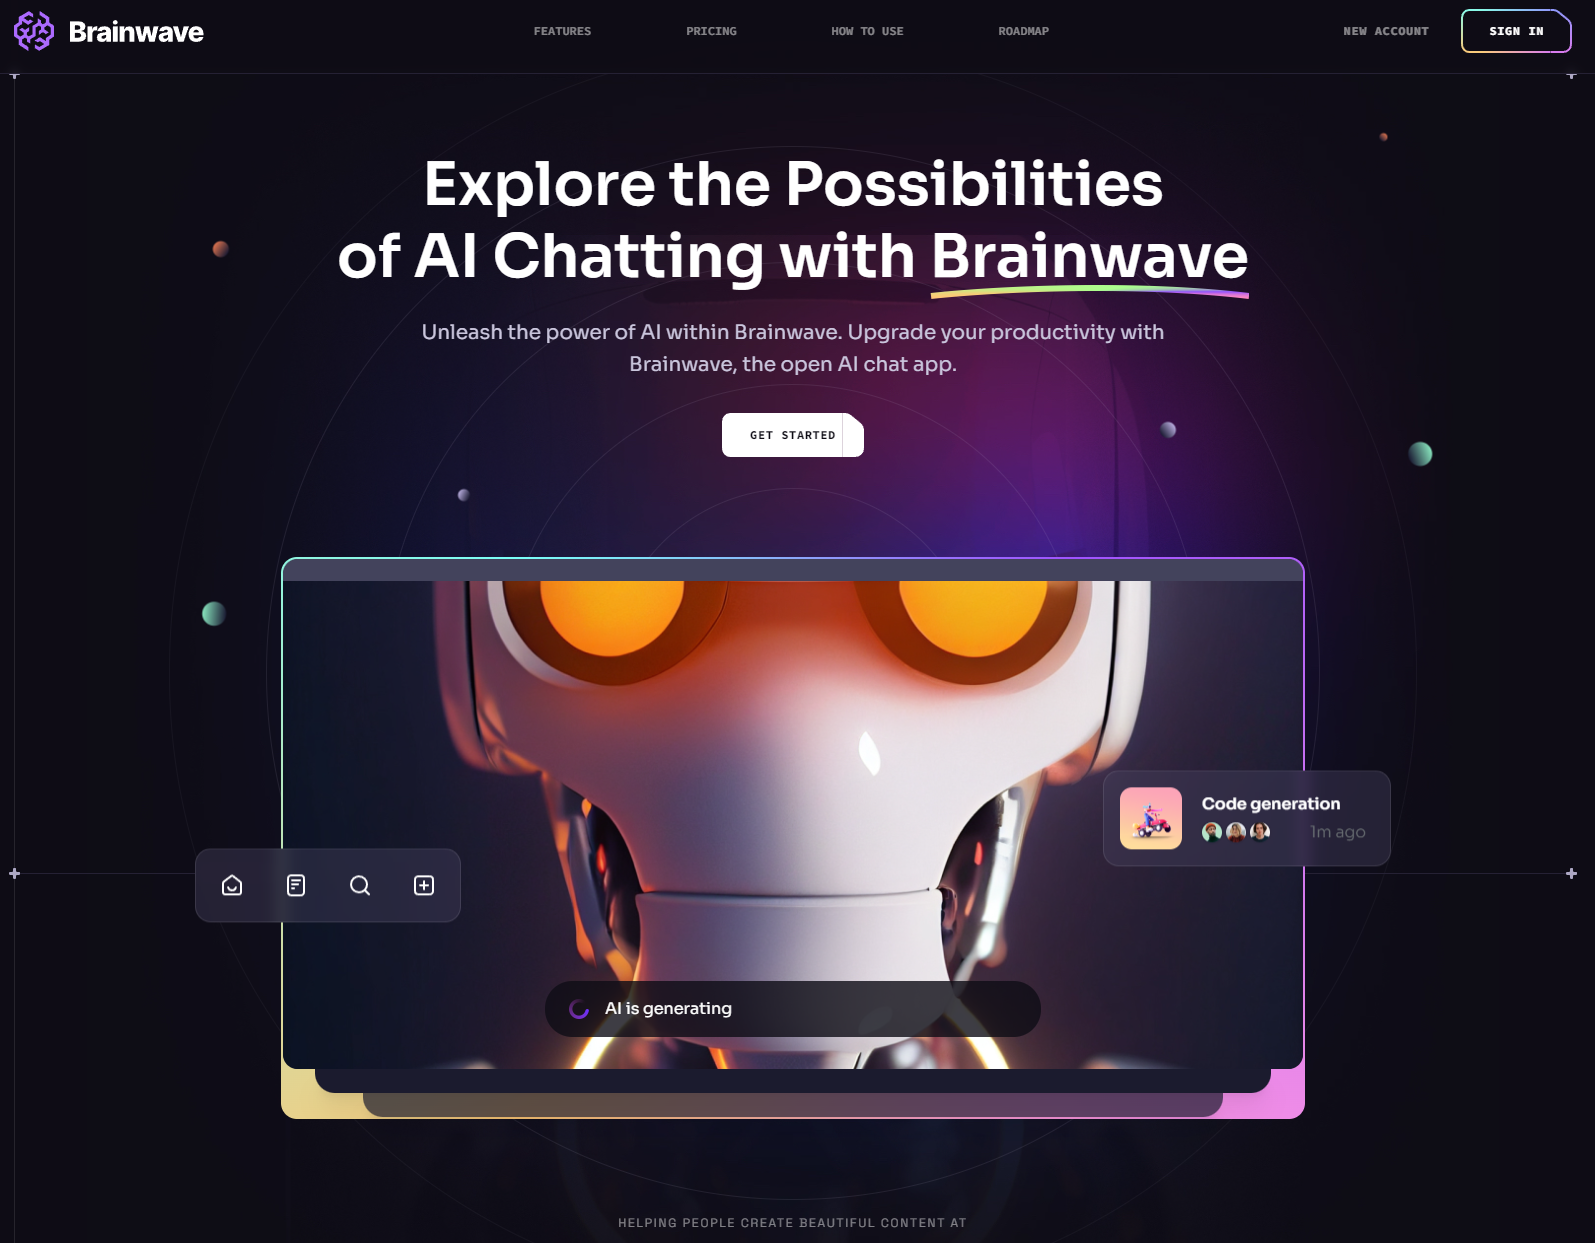 Brainwave
FEATURES
PRICING
HOW TO USE
ROADMAP
NEW ACCOUNT
SIGN IN
Explore the Possibilities
of AI Chatting with Brainwave
Unleash the power of AI within Brainwave. Upgrade your productivity with
Brainwave, the open AI chat app.
GET STARTED
Code generation
1m ago
AI is generating
HELPING PEOPLE CREATE BEAUTIFUL CONTENT AT